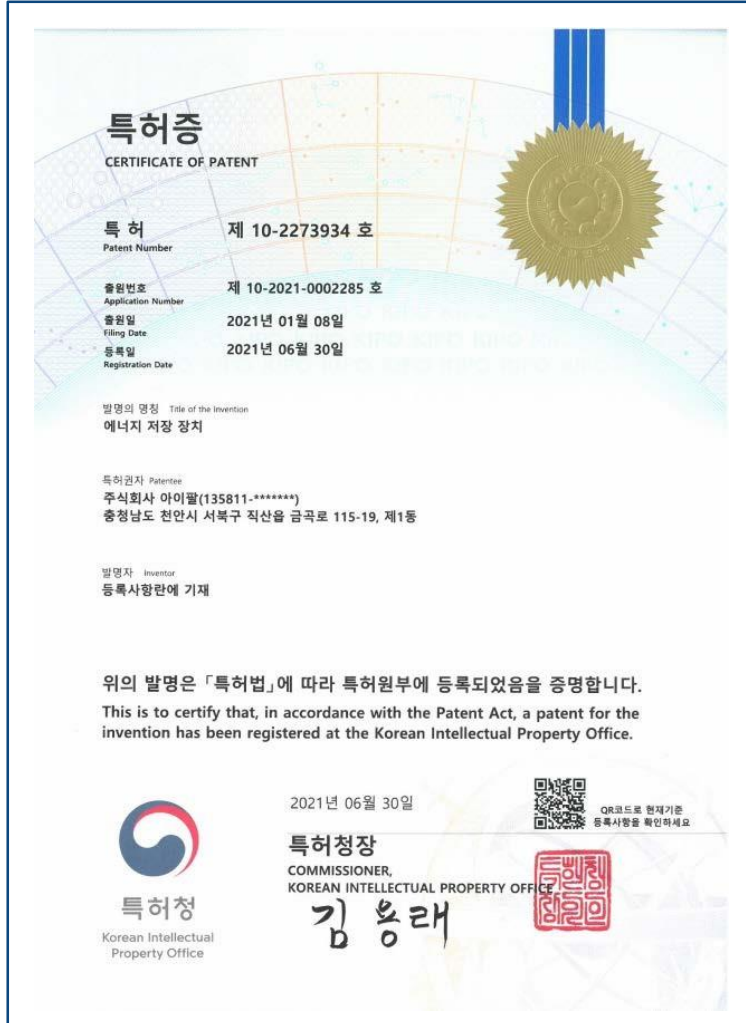 특허증
CERTIFICATE OF PATENT
특 허 제 10-2273934 호
Patent Number
출원번호 제 10-2021-0002285 호
Application Number
출원일 2021년 01월 08일
Filing Date
등록일 2021년 06월 30일
Registration Date
발명의 명칭 Title of the Invention
에너지 저장 장치
특허권자 Patentee
주식회사 아이팔(135811-*******)
충청남도 천안시 서북구 직산읍 금곡로 115-19, 제1동
발명자 Inventor
등록사항란에 기재
위의 발명은 「특허법」에 따라 특허원부에 등록되었음을 증명합니다.
This is to certify that, in accordance with the Patent Act, a patent for the
invention has been registered at the Korean Intellectual Property Office.
2021년 06월 30일
QR코드로 현재기준
등록사항을 확인하세요
특허청장
COMMISSIONER,
KOREAN INTELLECTUAL PROPERTY OFFICE
김용래
특허청
Korean Intellectual
Property Office